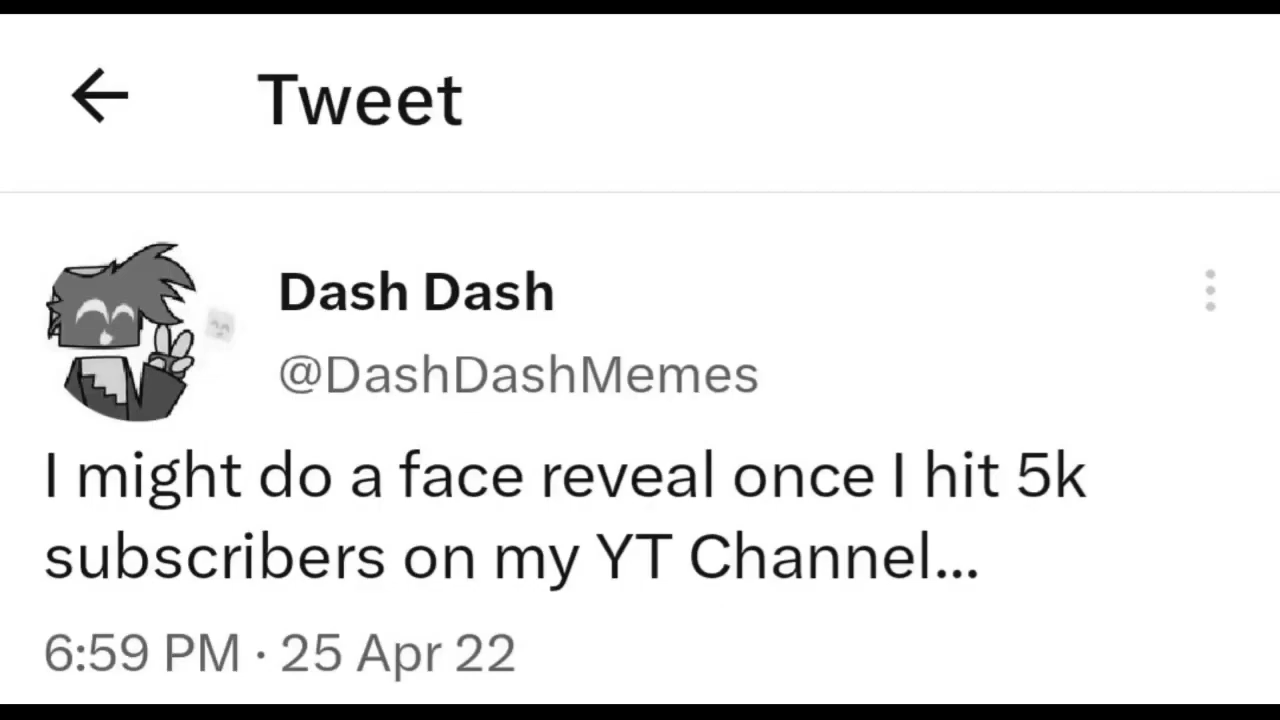 Tweet
Dash Dash
@DashDashMemes
I might do a face reveal once I hit 5k
subscribers on my YT Channel...
6:59 PM · 25 Apr 22